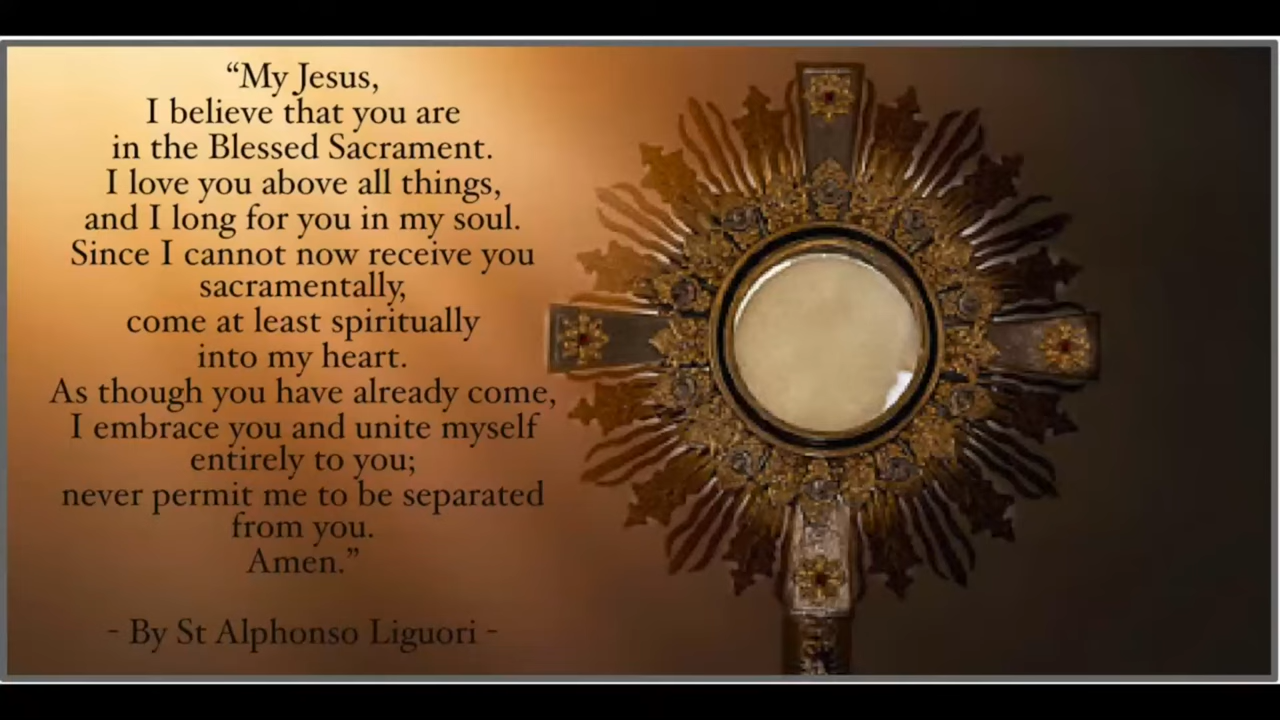 “My Jesus,
I believe that you are
in the Blessed Sacrament.
I love you above all things,
and I long for you in my soul.
Since I cannot now receive you
sacramentally,
come at least spiritually
into my heart.
As though you have already come,
I embrace you and unite myself
entirely to you;
never permit me to be separated
from you.
Amen.”
- By St Alphonso Liguori -